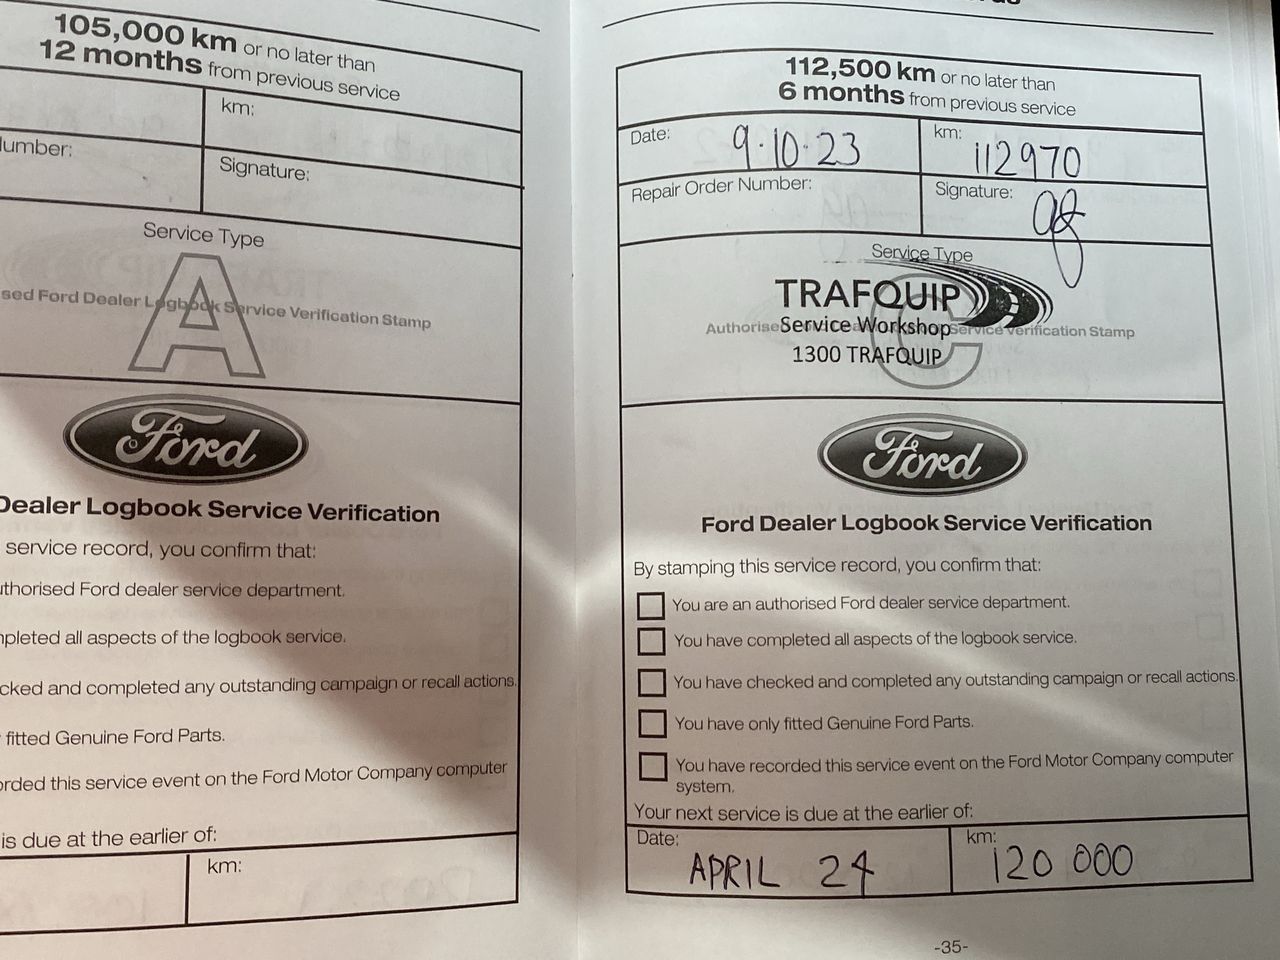 105,000 km or no later than
12 months from previous service
km:
Number:
Signature:
Service Type
A
sed Ford Dealer Logbook Service Verification Stamp
Ford
Dealer Logbook Service Verification
service record, you confirm that:
uthorised Ford dealer service department.
mpleted all aspects of the logbook service.
cked and completed any outstanding campaign or recall actions.
fitted Genuine Ford Parts.
orded this service event on the Ford Motor Company computer
is due at the earlier of:
km:
112,500 km or no later than
6 months from previous service
Date: 9.10.23
km: 112970
Repair Order Number:
Signature:
Service Type
C
TRAFQUIP
Authorise Service Verification Stamp
Service Workshop
1300 TRAFQUIP
Ford
Ford Dealer Logbook Service Verification
By stamping this service record, you confirm that:
You are an authorised Ford dealer service department.
You have completed all aspects of the logbook service.
You have checked and completed any outstanding campaign or recall actions.
You have only fitted Genuine Ford Parts.
You have recorded this service event on the Ford Motor Company computer
system.
Your next service is due at the earlier of:
Date: APRIL 24
km: 120 000
-35-